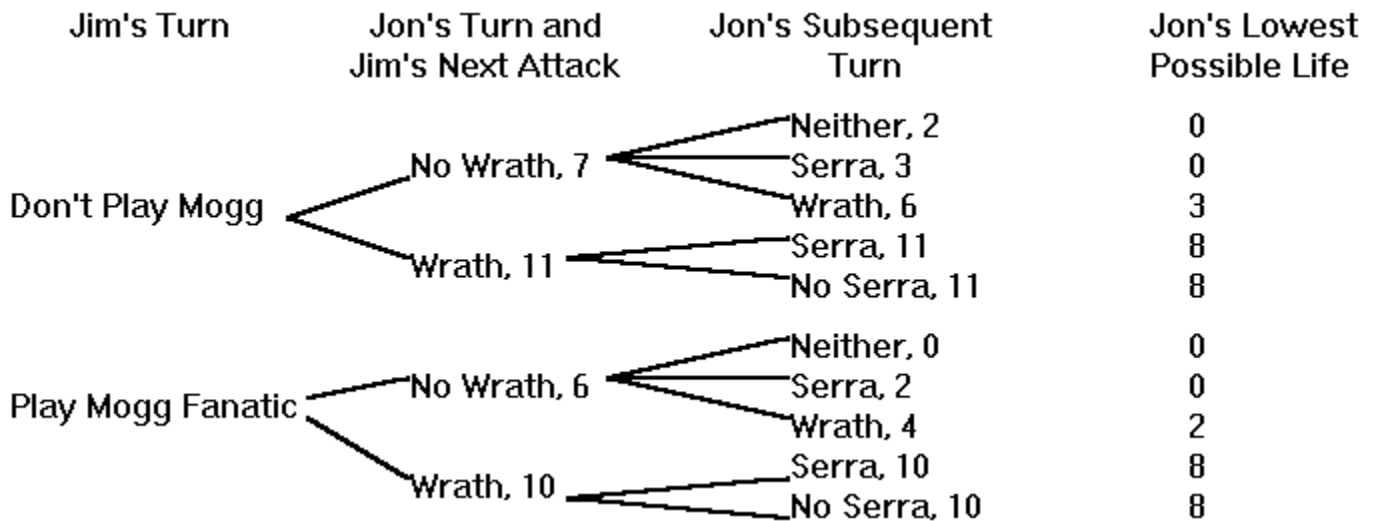 Jim's Turn
Jon's Turn and
Jim's Next Attack
Jon's Subsequent
Turn
Jon's Lowest
Possible Life
Neither, 2 0
No Wrath, 7
Serra, 3 0
Don't Play Mogg
Wrath, 6 3
Serra, 11 8
Wrath, 11
No Serra, 11 8
Neither, 0 0
No Wrath, 6
Serra, 2 0
Play Mogg Fanatic
Wrath, 4 2
Serra, 10 8
Wrath, 10
No Serra, 10 8